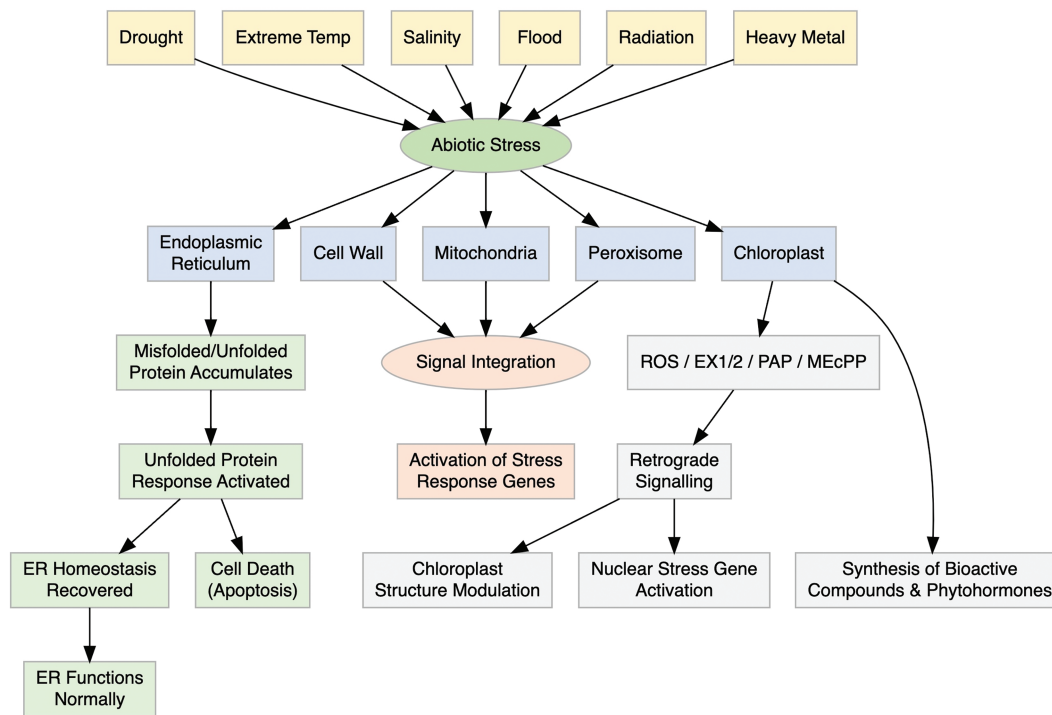 Drought
Extreme Temp
Salinity
Flood
Radiation
Heavy Metal
Abiotic Stress
Endoplasmic
Reticulum
Cell Wall
Mitochondria
Peroxisome
Chloroplast
Misfolded/Unfolded
Protein Accumulates
Signal Integration
ROS / EX1/2 / PAP / MEcPP
Unfolded Protein
Response Activated
Activation of Stress
Response Genes
Retrograde
Signalling
ER Homeostasis
Recovered
Cell Death
(Apoptosis)
Chloroplast
Structure Modulation
Nuclear Stress Gene
Activation
Synthesis of Bioactive
Compounds & Phytohormones
ER Functions
Normally